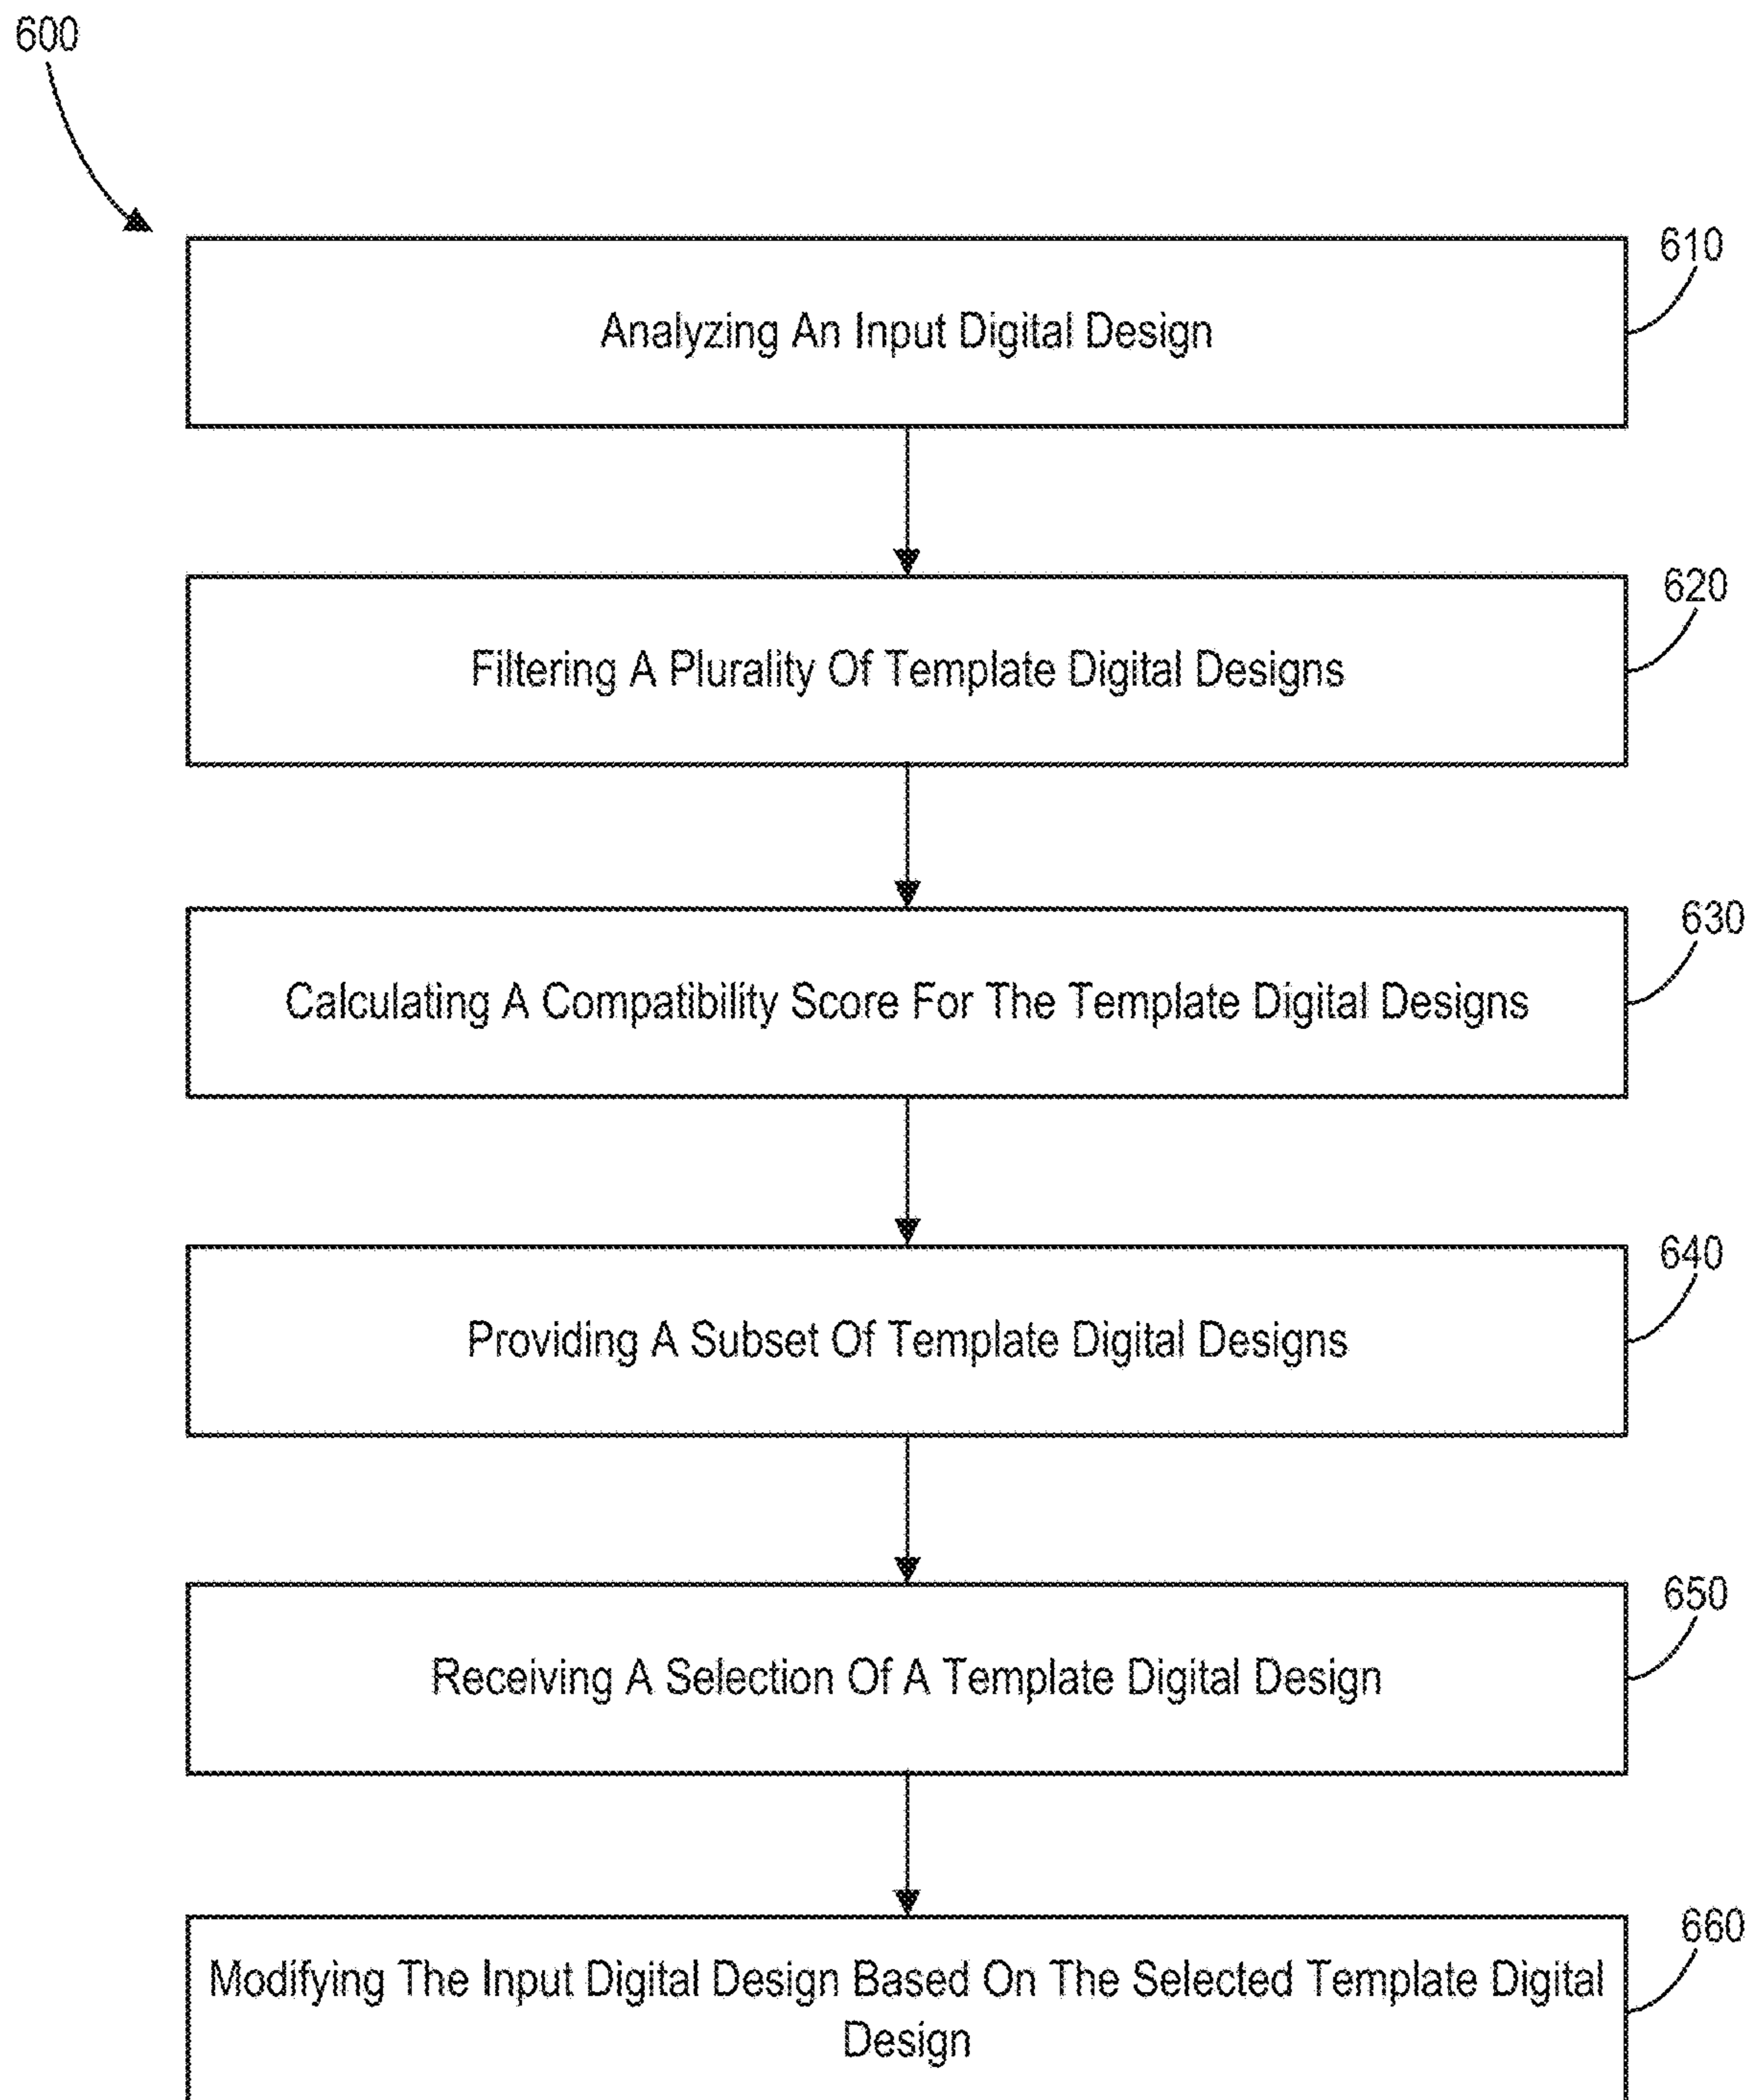 600
610
Analyzing An Input Digital Design
620
Filtering A Plurality Of Template Digital Designs
630
Calculating A Compatibility Score For The Template Digital Designs
640
Providing A Subset Of Template Digital Designs
650
Receiving A Selection Of A Template Digital Design
660
Modifying The Input Digital Design Based On The Selected Template Digital
Design